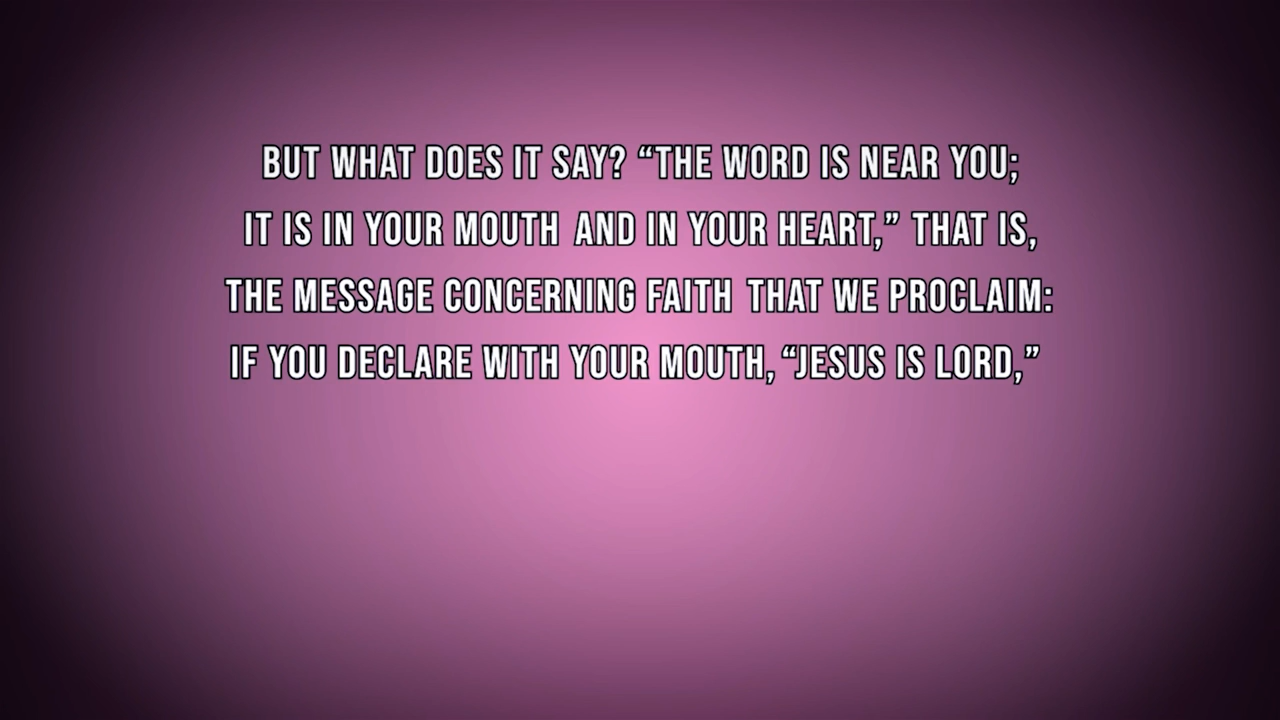 BUT WHAT DOES IT SAY? “THE WORD IS NEAR YOU;
IT IS IN YOUR MOUTH AND IN YOUR HEART,” THAT IS,
THE MESSAGE CONCERNING FAITH THAT WE PROCLAIM:
IF YOU DECLARE WITH YOUR MOUTH, “JESUS IS LORD,”